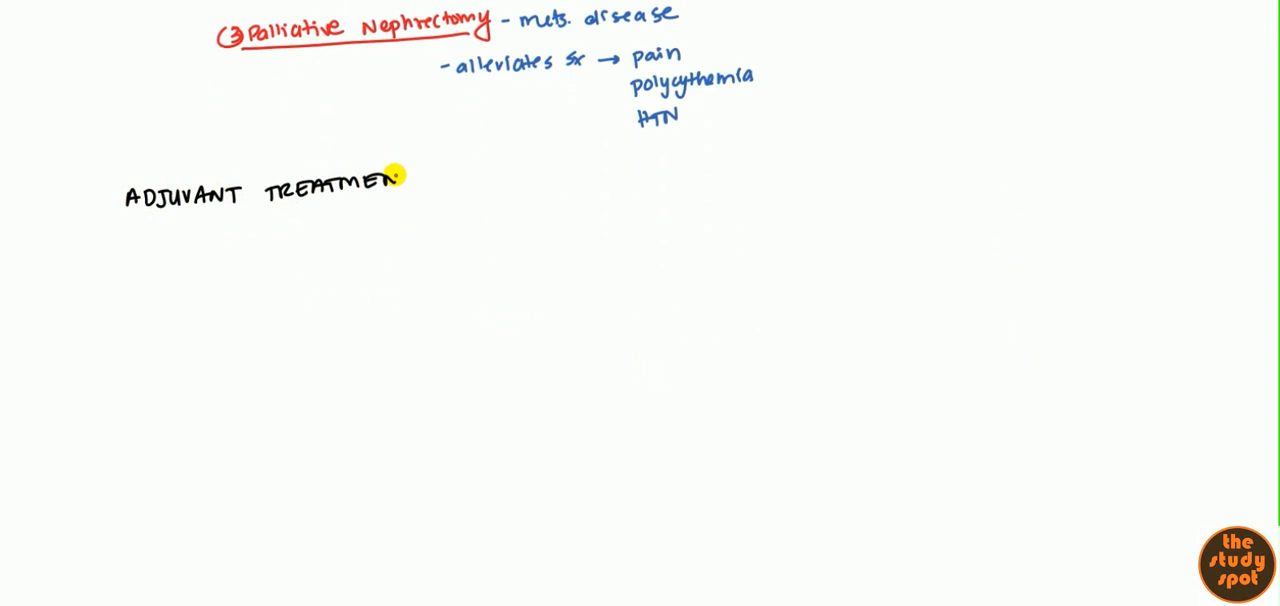 (3) Palliative Nephrectomy - mets. disease
- alleviates sx → pain
polycythemia
HTN
ADJUVANT TREATMEN
the
study
spot